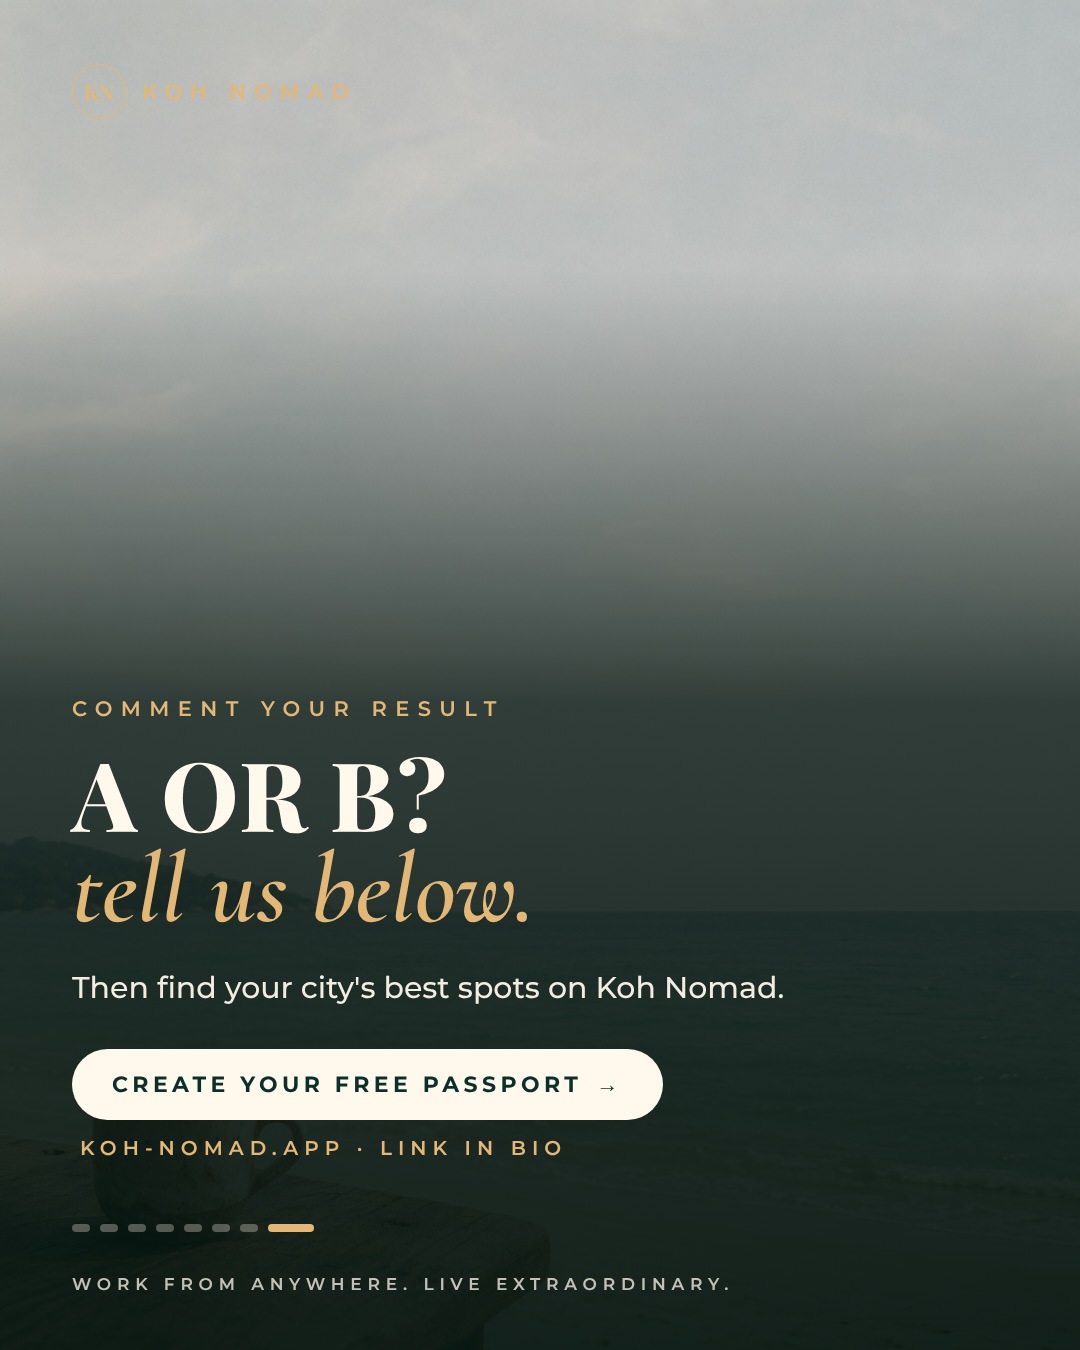 KN KOH NOMAD
COMMENT YOUR RESULT
A OR B?
tell us below.
Then find your city's best spots on Koh Nomad.
CREATE YOUR FREE PASSPORT →
KOH-NOMAD.APP · LINK IN BIO
WORK FROM ANYWHERE. LIVE EXTRAORDINARY.